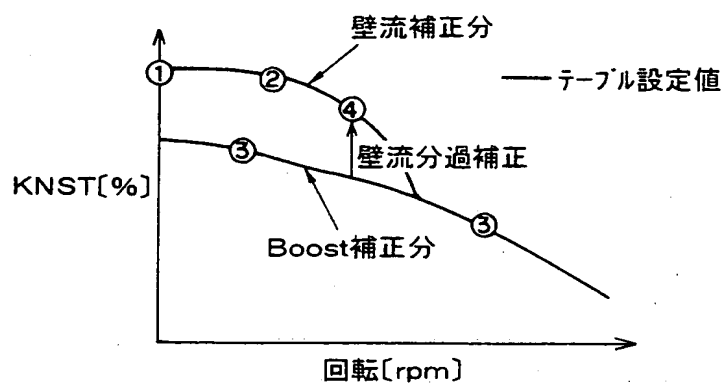 壁流補正分
① ② ④ テーブル設定値
③ 壁流分過補正
KNST[%]
③
Boost補正分
回転[rpm]